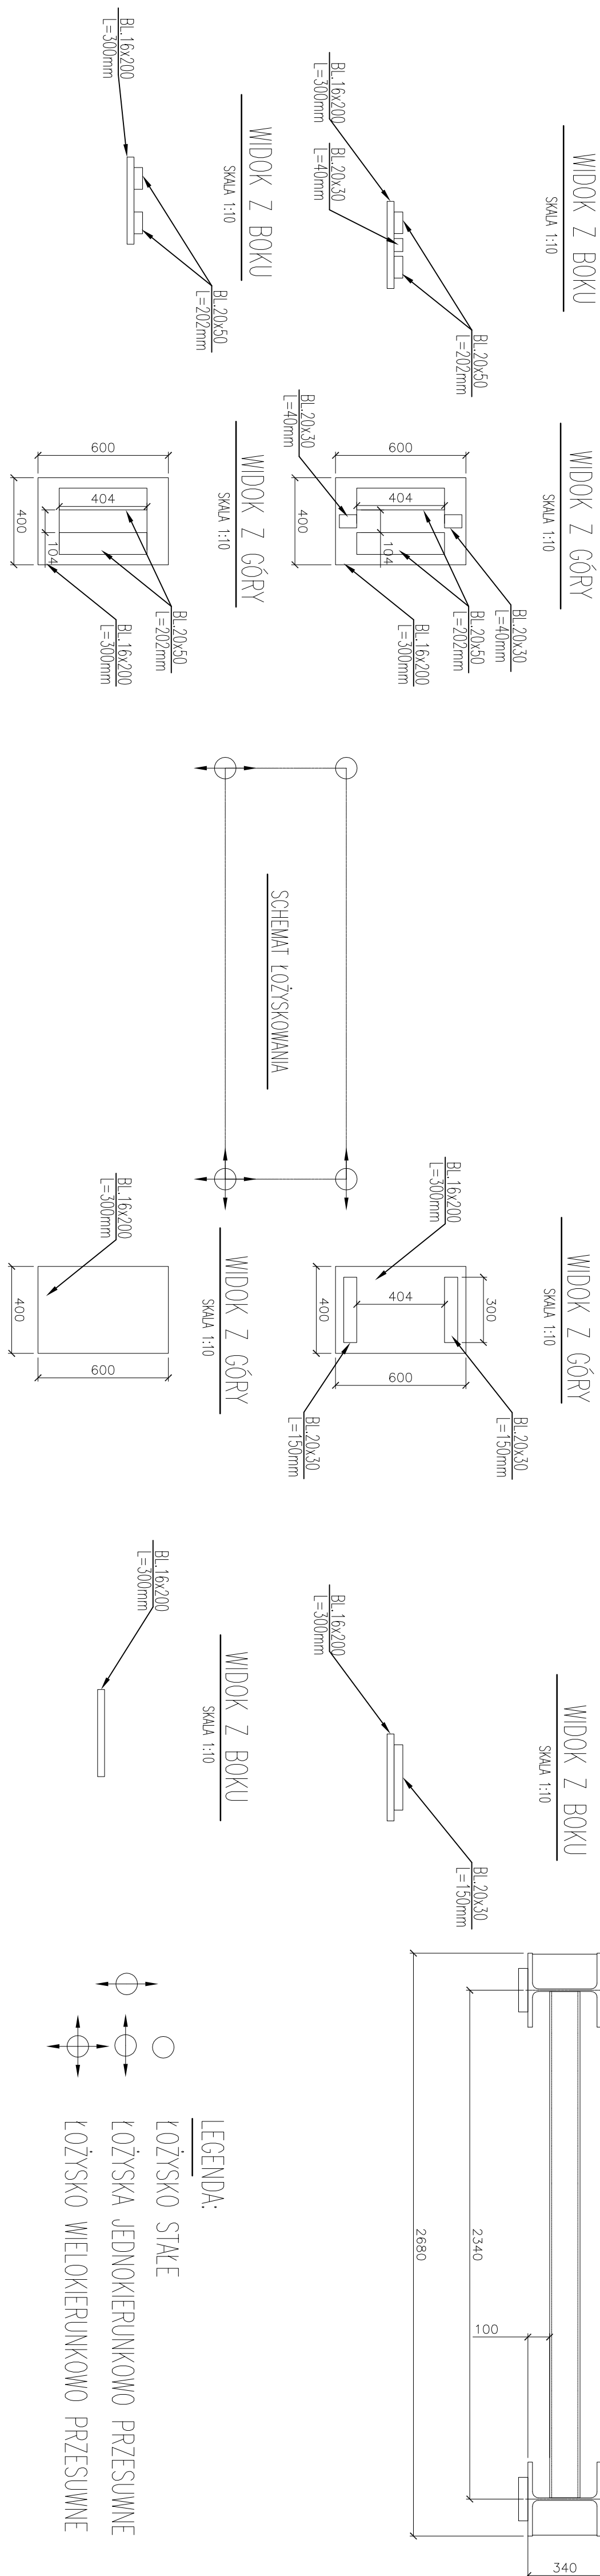 WIDOK Z BOKU
SKALA 1:10
BL.16x200
L=300mm
BL.20x30
L=40mm
BL.20x50
L=202mm
WIDOK Z GÓRY
SKALA 1:10
600
400
404
104
BL.20x30
L=40mm
BL.20x30
L=40mm
BL.20x50
L=202mm
BL.16x200
L=300mm
WIDOK Z GÓRY
SKALA 1:10
BL.16x200
L=300mm
404
300
400
600
BL.20x30
L=150mm
BL.20x30
L=150mm
WIDOK Z BOKU
SKALA 1:10
BL.16x200
L=300mm
BL.20x30
L=150mm
2680
2340
100
340
WIDOK Z BOKU
SKALA 1:10
BL.16x200
L=300mm
BL.20x50
L=202mm
WIDOK Z GÓRY
SKALA 1:10
600
400
404
104
BL.20x50
L=202mm
BL.16x200
L=300mm
SCHEMAT ŁOŻYSKOWANIA
WIDOK Z GÓRY
SKALA 1:10
BL.16x200
L=300mm
400
600
WIDOK Z BOKU
SKALA 1:10
BL.16x200
L=300mm
LEGENDA:
ŁOŻYSKO STAŁE
ŁOŻYSKA JEDNOKIERUNKOWO PRZESUWNE
ŁOŻYSKO WIELOKIERUNKOWO PRZESUWNE